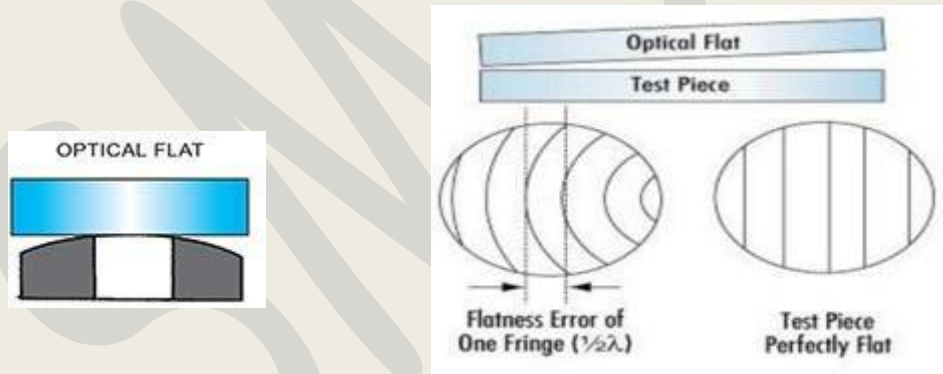 OPTICAL FLAT
Optical Flat
Test Piece
Flatness Error of
One Fringe (½λ)
Test Piece
Perfectly Flat